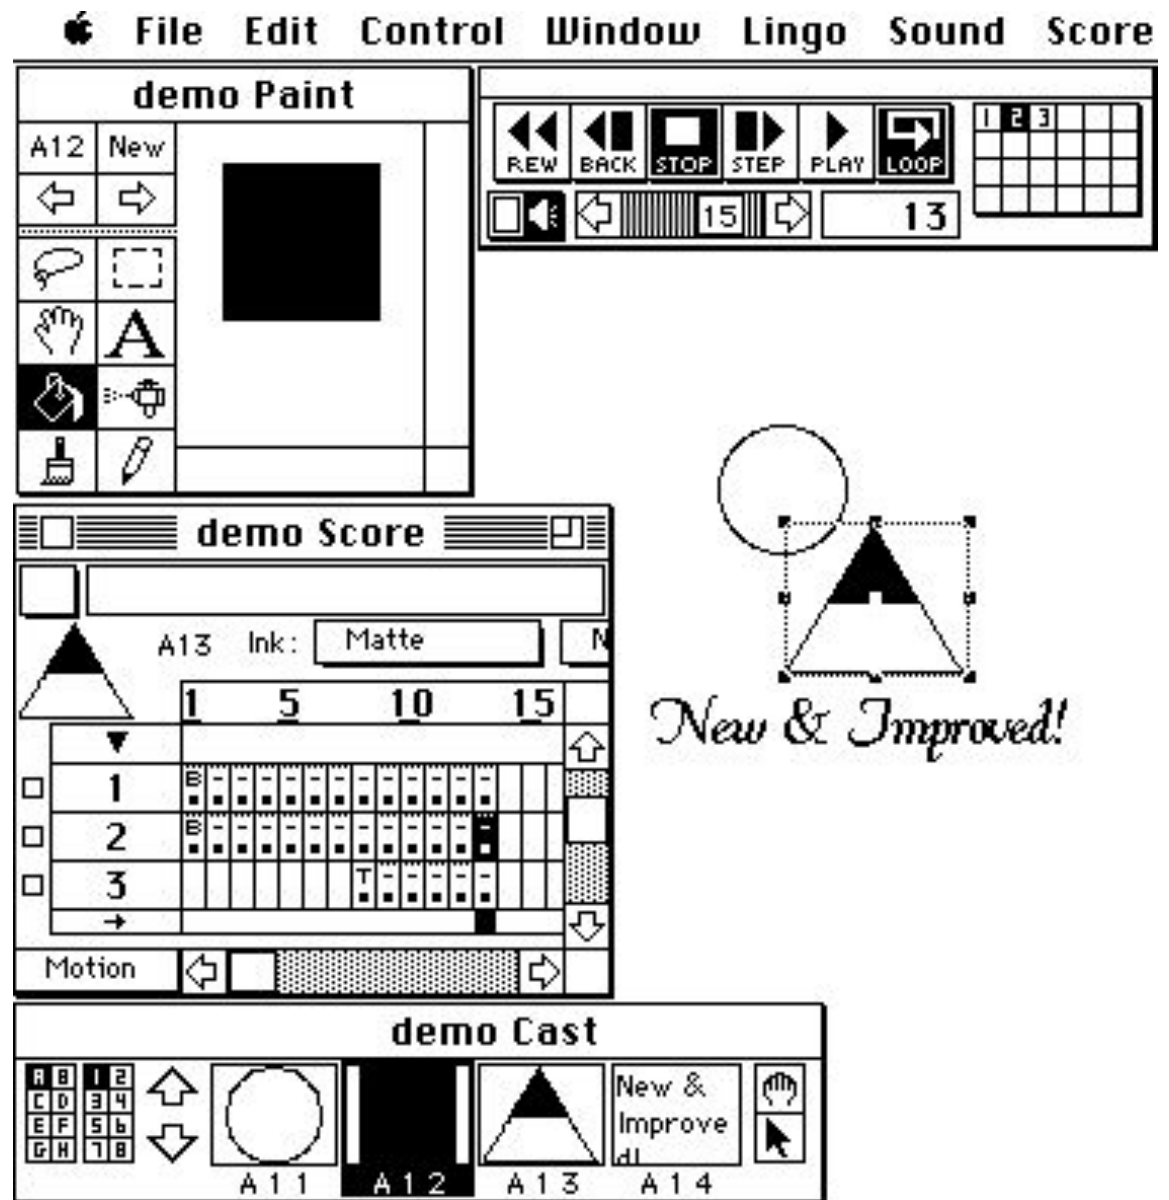 File Edit Control Window Lingo Sound Score
demo Paint
A12 New
A
REW BACK STOP STEP PLAY LOOP
1 2 3
15 13
demo Score
A13 Ink: Matte N
1 5 10 15
1 B
2 B
3 T
Motion
New & Improved!
demo Cast
A B 1 2
C D 3 4
E F 5 6
G H 7 8
New &
Improve
d!
A11 A12 A13 A14